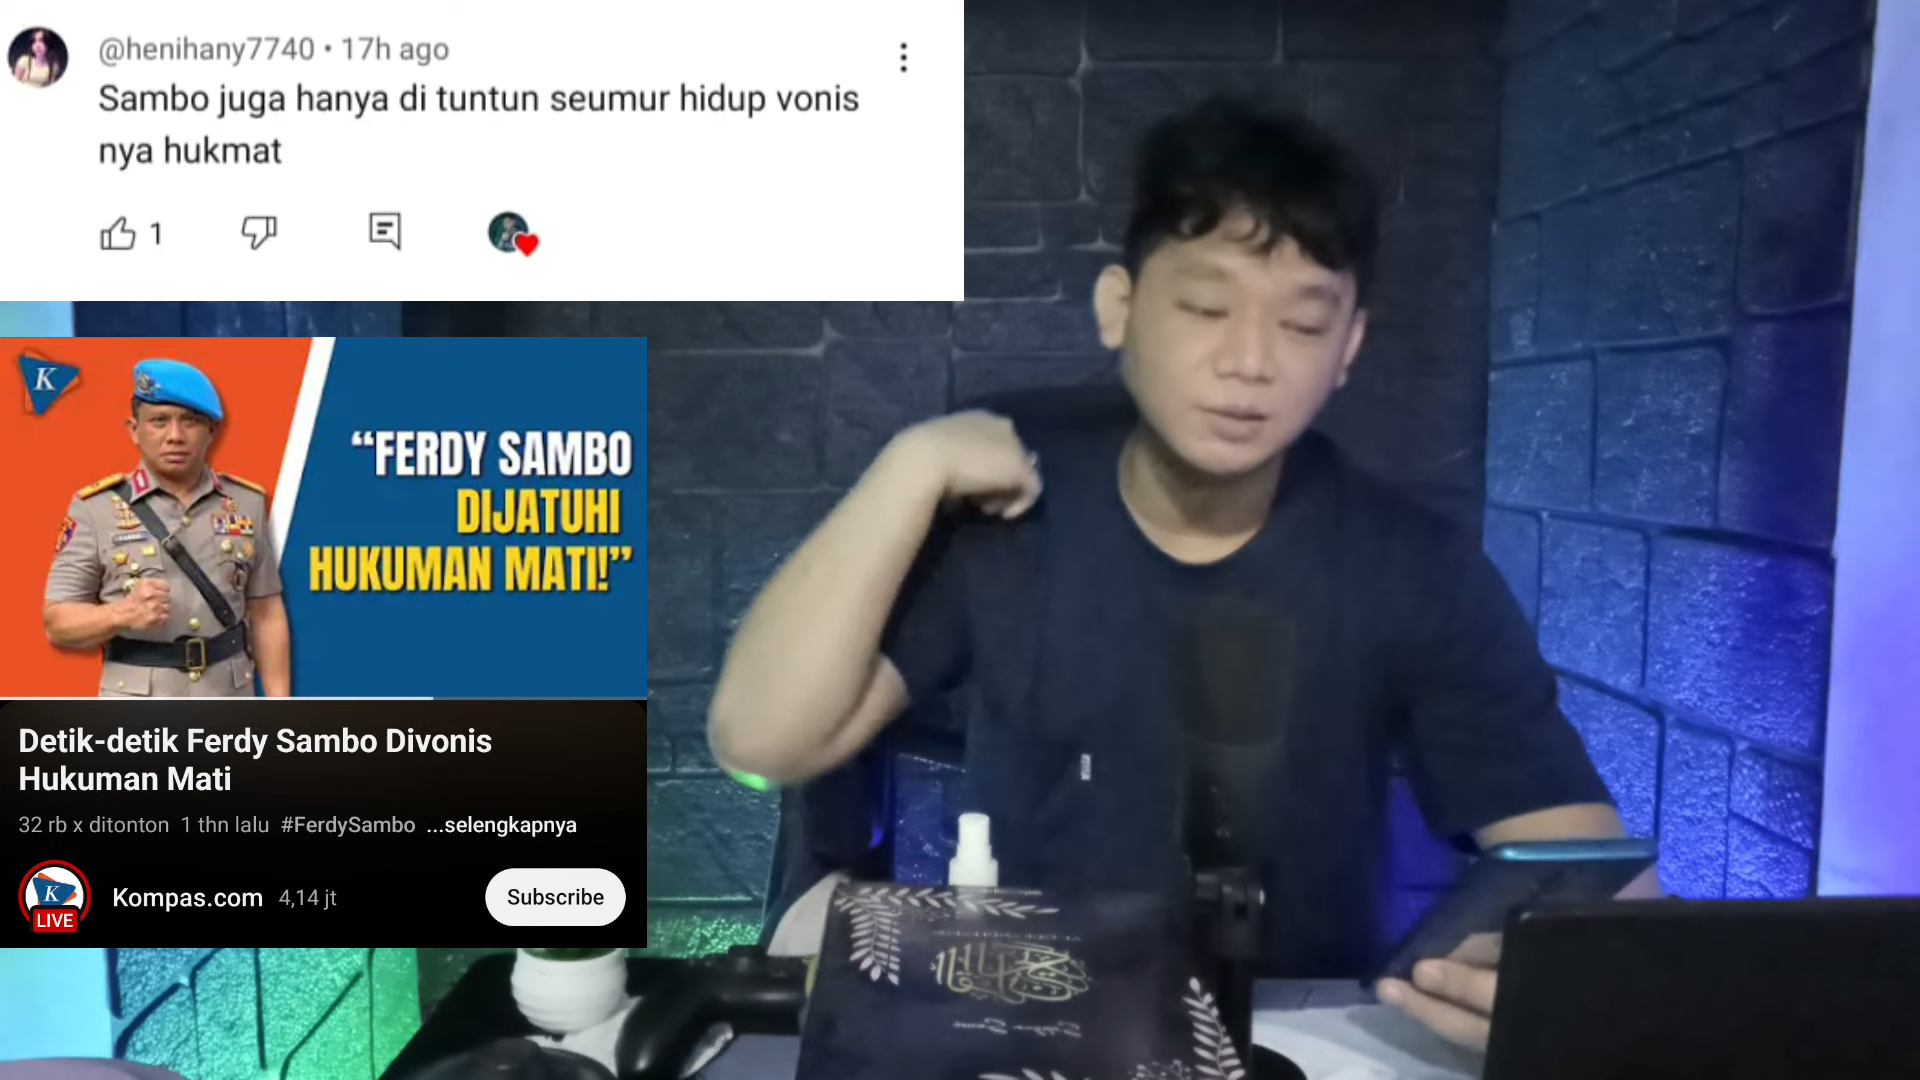 @henihany7740 • 17h ago
Sambo juga hanya di tuntun seumur hidup vonis
nya hukmat
1
K
“FERDY SAMBO
DIJATUHI
HUKUMAN MATI!”
Detik-detik Ferdy Sambo Divonis
Hukuman Mati
32 rb x ditonton 1 thn lalu #FerdySambo ...selengkapnya
K
LIVE
Kompas.com 4,14 jt
Subscribe